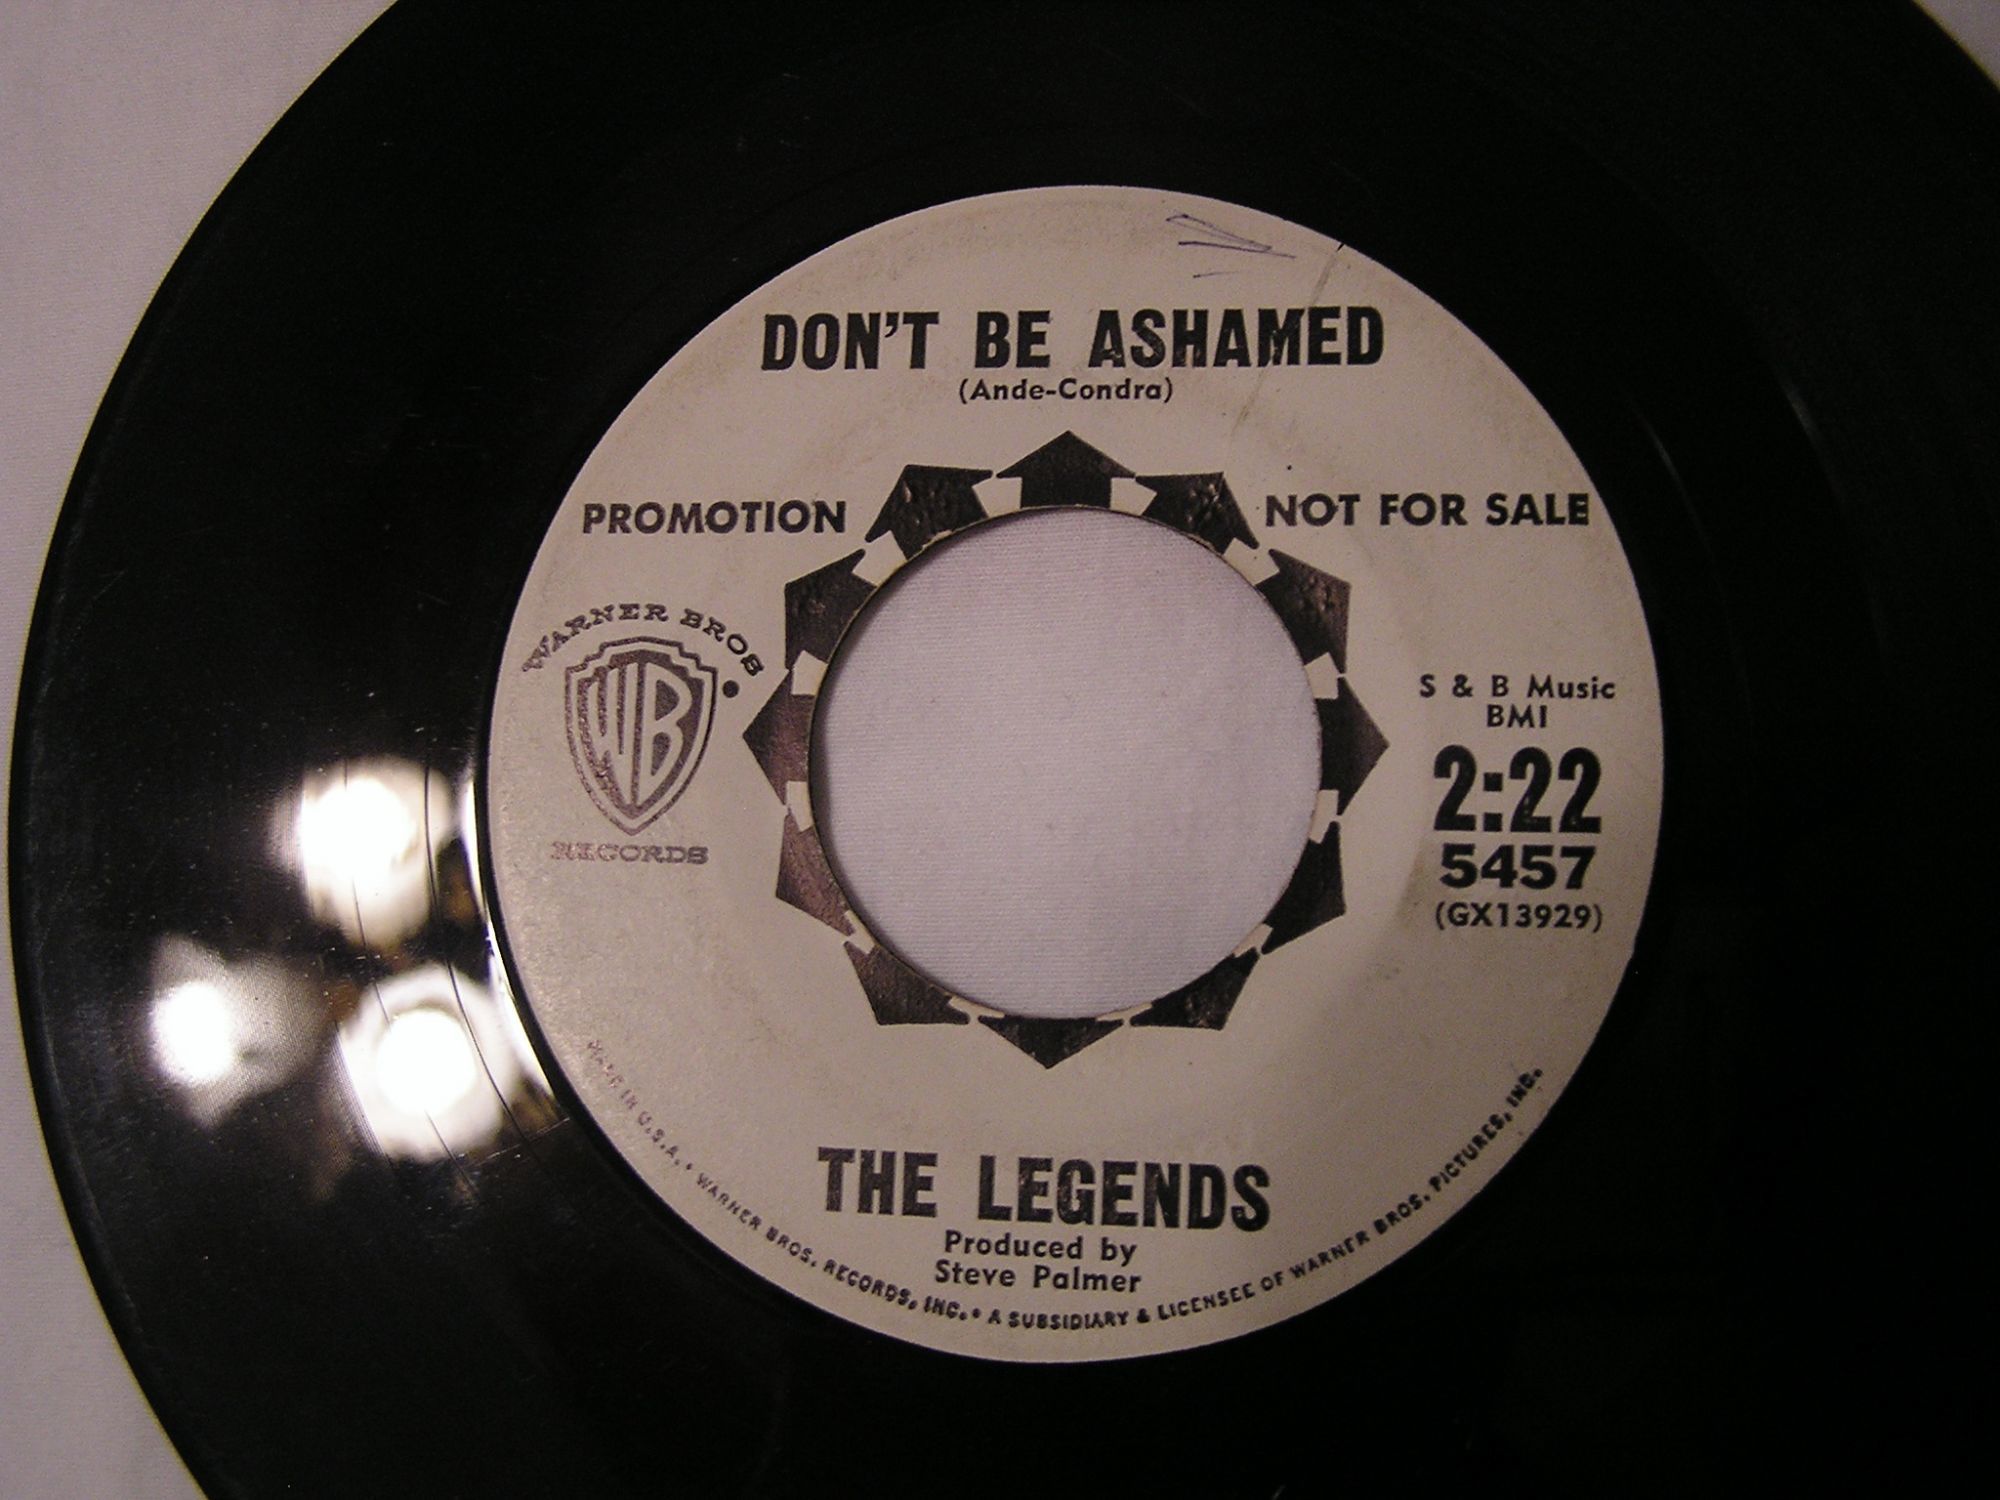 DON'T BE ASHAMED
(Ande-Condra)
PROMOTION
NOT FOR SALE
WARNER BROS.
WB
RECORDS
S & B Music
BMI
2:22
5457
(GX13929)
THE LEGENDS
Produced by
Steve Palmer
MADE IN U.S.A. • WARNER BROS. RECORDS, INC. • A SUBSIDIARY & LICENSEE OF WARNER BROS. PICTURES, INC.